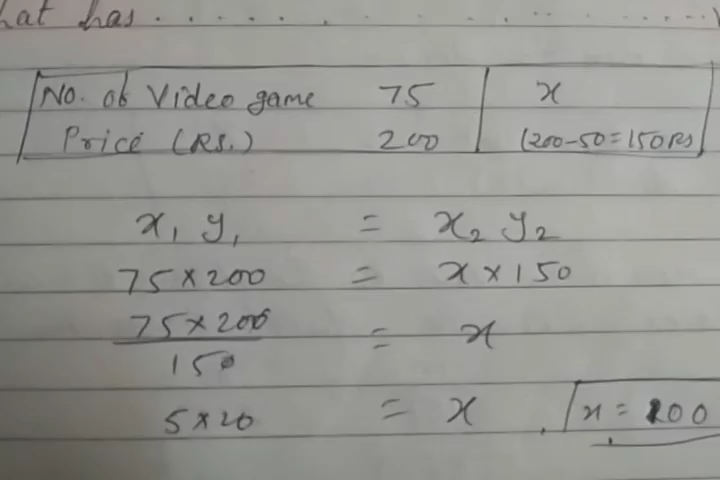 hat has. . . . . . . . . . . . .
No. of Video game 75 x
Price (Rs.) 200 (200-50=150Rs
x₁ y₁ = x₂ y₂
75×200 = x×150
75×200 / 150 = x
5×20 = x, x = 100